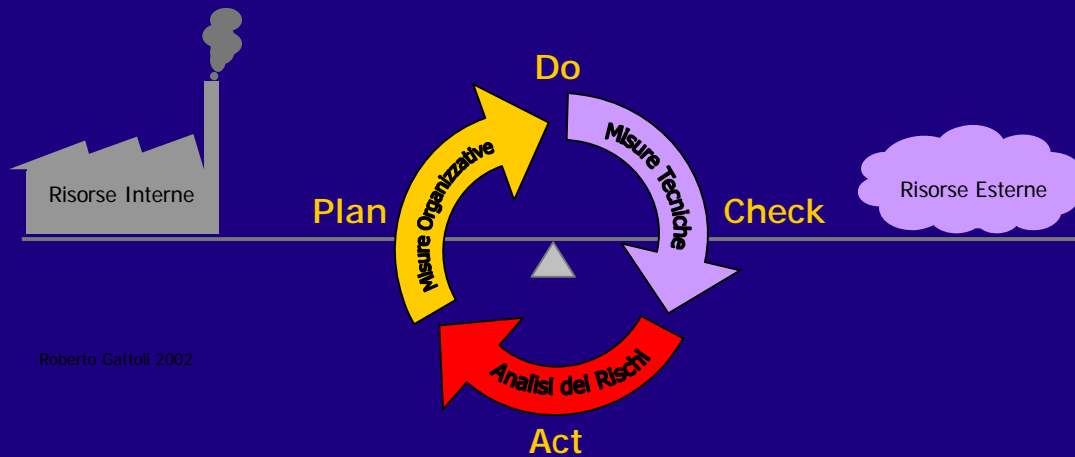 Do
Misure Organizzative
Misure Tecniche
Risorse Interne
Risorse Esterne
Plan
Check
Roberto Gattoli 2002
Analisi dei Rischi
Act